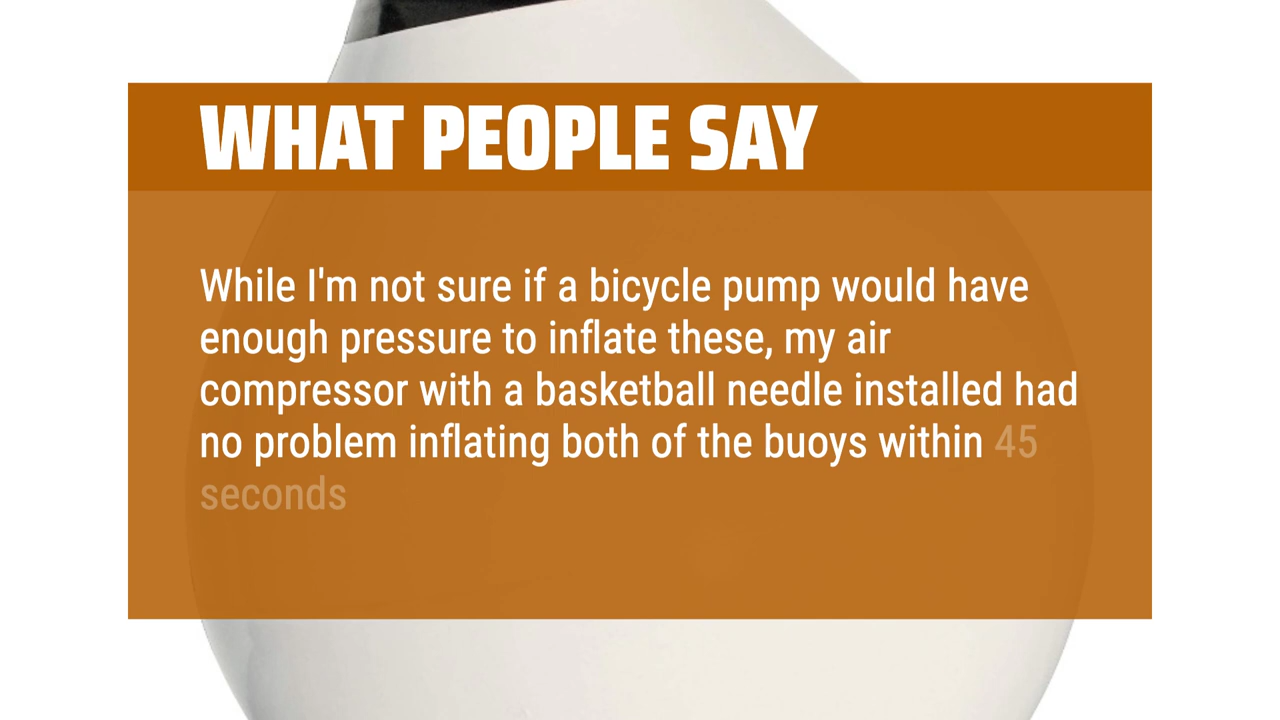 WHAT PEOPLE SAY
While I'm not sure if a bicycle pump would have
enough pressure to inflate these, my air
compressor with a basketball needle installed had
no problem inflating both of the buoys within 45
seconds